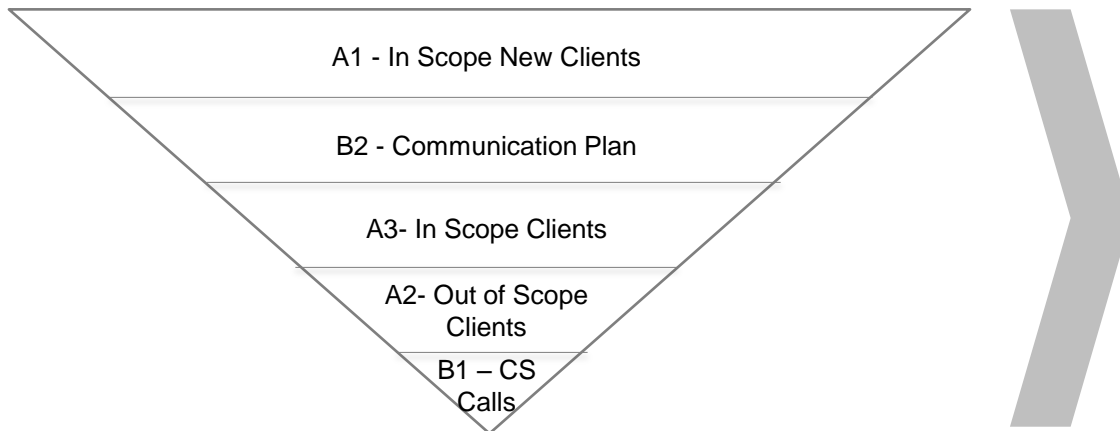 A1 - In Scope New Clients
B2 - Communication Plan
A3- In Scope Clients
A2- Out of Scope
Clients
B1 – CS
Calls